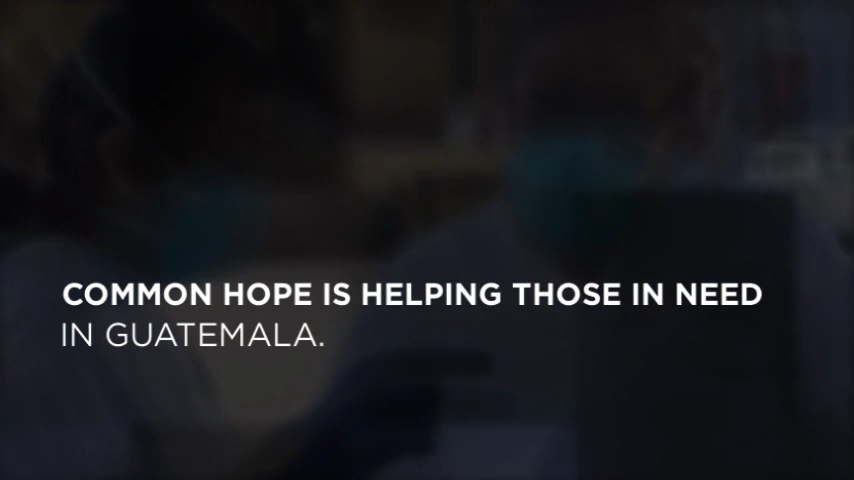 COMMON HOPE IS HELPING THOSE IN NEED
IN GUATEMALA.